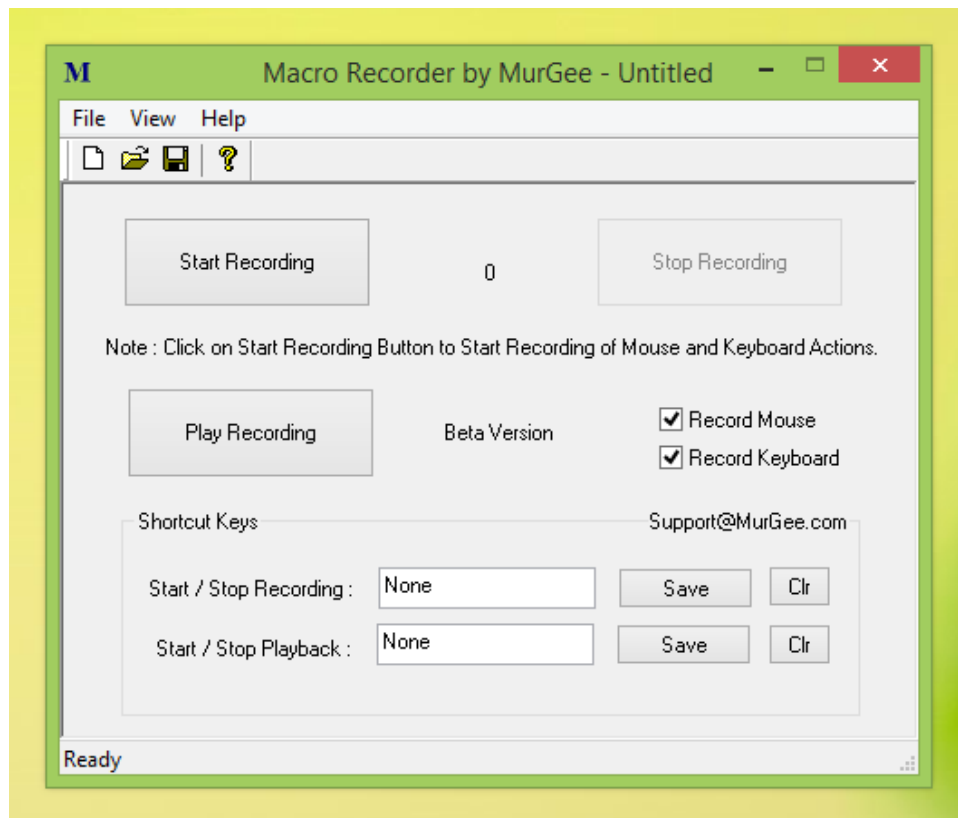 M Macro Recorder by MurGee - Untitled
File View Help
Start Recording 0 Stop Recording
Note : Click on Start Recording Button to Start Recording of Mouse and Keyboard Actions.
Play Recording Beta Version Record Mouse
Record Keyboard
Shortcut Keys Support@MurGee.com
Start / Stop Recording : None Save Clr
Start / Stop Playback : None Save Clr
Ready